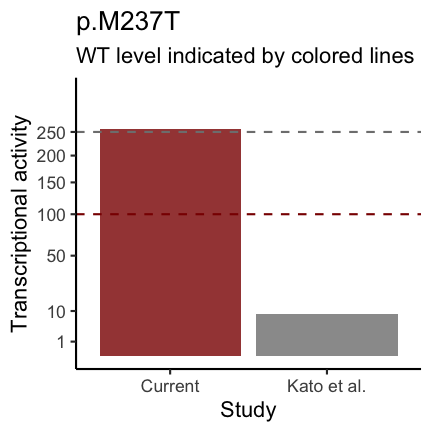 p.M237T
WT level indicated by colored lines
Transcriptional activity
250
200
150
100
50
10
1
Current
Kato et al.
Study